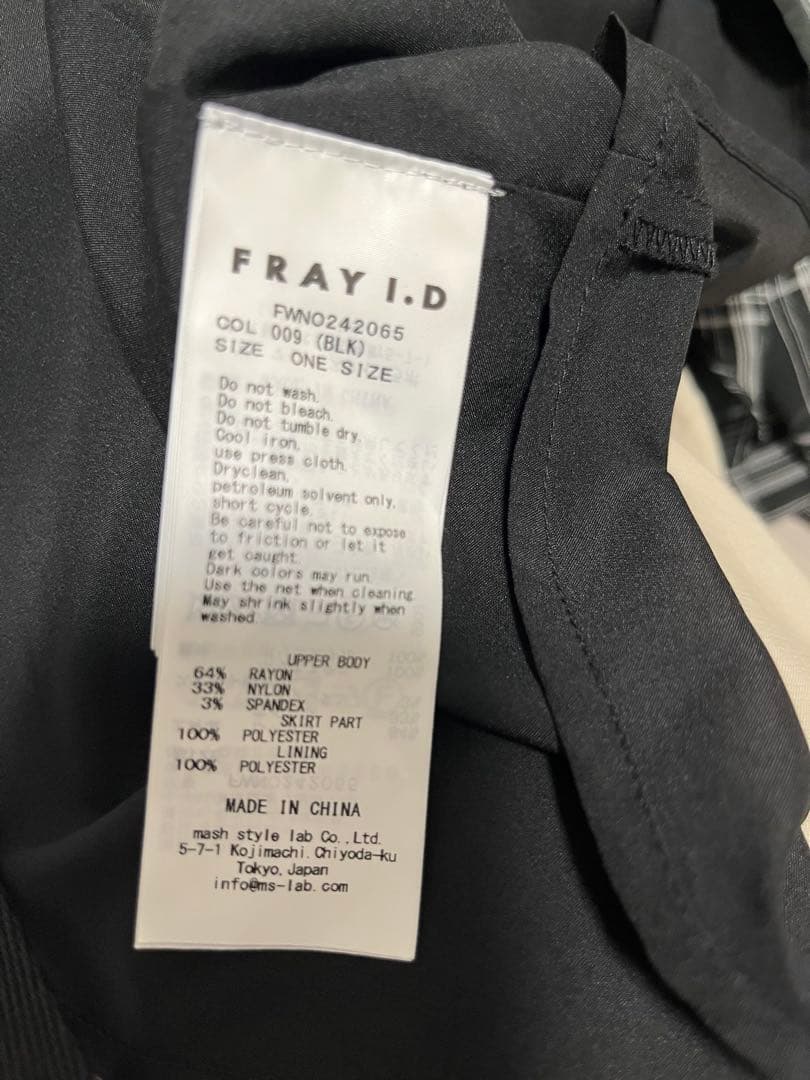 FRAY I.D
FWNO242065
COL 009 (BLK)
SIZE ONE SIZE
Do not wash.
Do not bleach.
Do not tumble dry.
Cool iron,
use press cloth.
Dryclean,
petroleum solvent only,
short cycle.
Be careful not to expose
to friction or let it
get caught.
Dark colors may run.
Use the net when cleaning
May shrink slightly when
washed.
UPPER BODY
64% RAYON
33% NYLON
3% SPANDEX
SKIRT PART
100% POLYESTER
LINING
100% POLYESTER
MADE IN CHINA
mash style lab Co.,Ltd.
5-7-1 Kojimachi.Chiyoda-ku
Tokyo,Japan
info@ms-lab.com